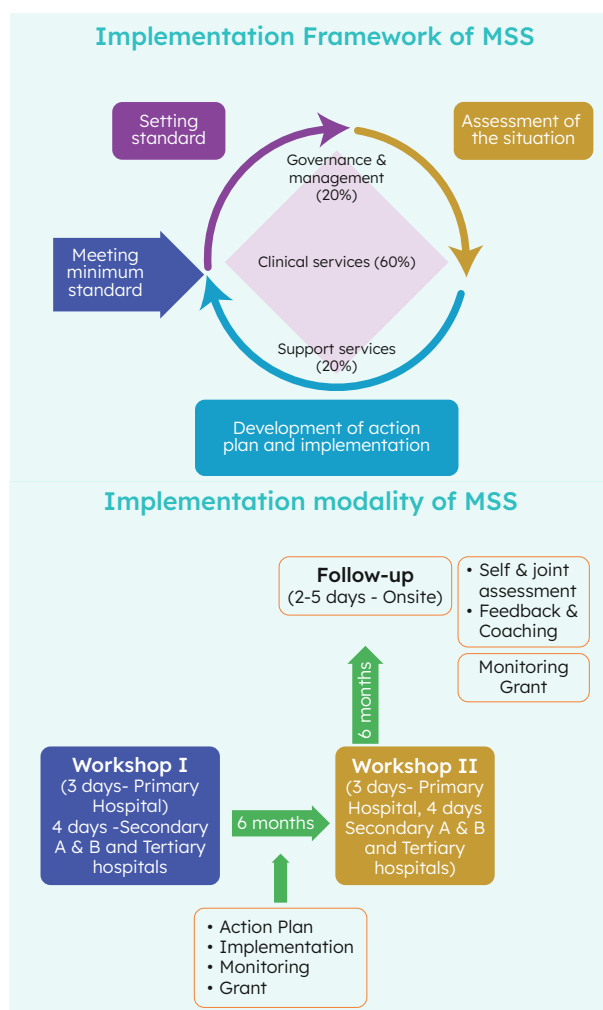 Implementation Framework of MSS
Setting
standard
Assessment of
the situation
Governance &
management
(20%)
Meeting
minimum
standard
Clinical services (60%)
Support services
(20%)
Development of action
plan and implementation
Implementation modality of MSS
Follow-up
(2-5 days - Onsite)
• Self & joint
assessment
• Feedback &
Coaching
Monitoring
Grant
6 months
Workshop I
(3 days- Primary
Hospital)
4 days -Secondary
A & B and Tertiary
hospitals
6 months
Workshop II
(3 days- Primary
Hospital, 4 days
Secondary A & B
and Tertiary
hospitals)
• Action Plan
• Implementation
• Monitoring
• Grant